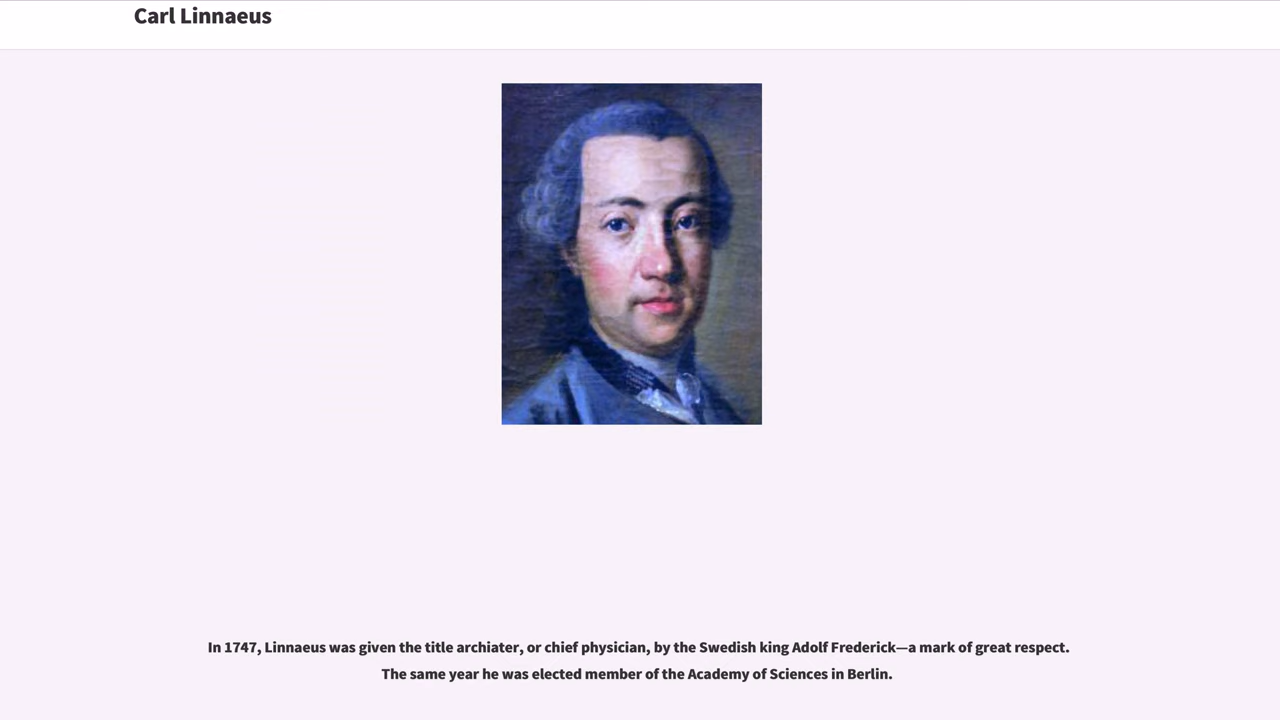 Carl Linnaeus
In 1747, Linnaeus was given the title archiater, or chief physician, by the Swedish king Adolf Frederick—a mark of great respect.
The same year he was elected member of the Academy of Sciences in Berlin.